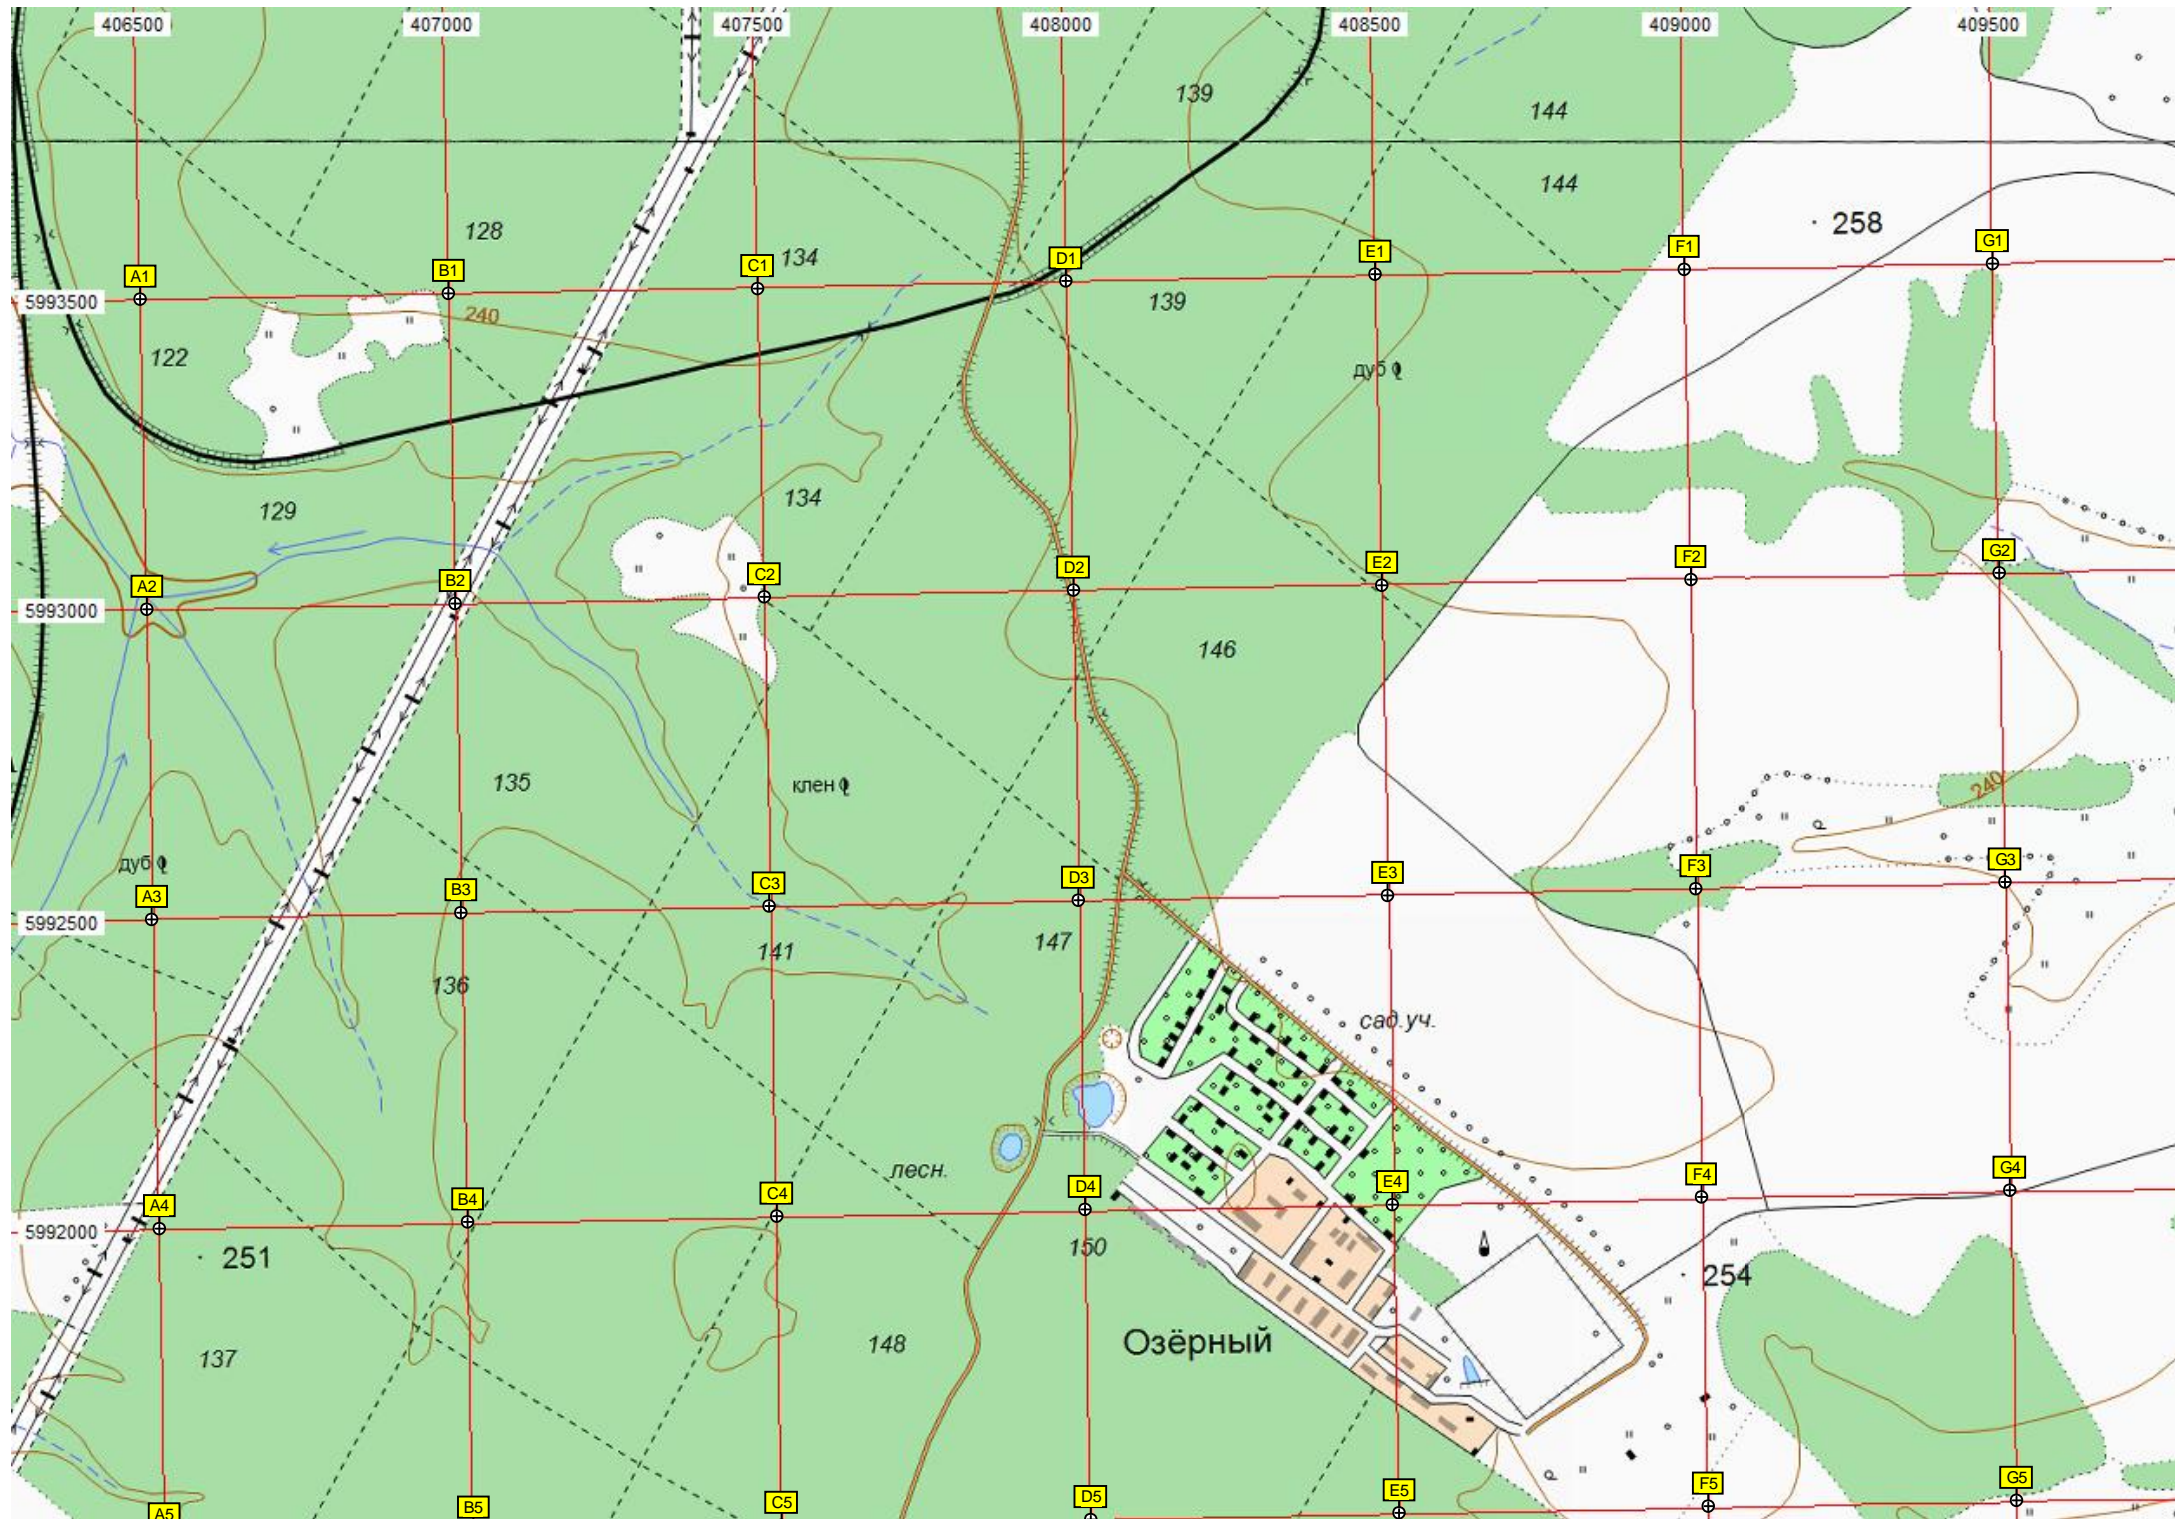 406500 407000 407500 408000 408500 409000 409500
139 144
144
128 134 258
A1 B1 C1 D1 E1 F1 G1
5993500
240 139
122 дуб
129 134
A2 B2 C2 D2 E2 F2 G2
5993000
146
135 клен 240
дуб
A3 B3 C3 D3 E3 F3 G3
5992500
136 141 147 сад.уч.
лесн.
A4 B4 C4 D4 E4 F4 G4
5992000
251 150 254
137 148 Озёрный
A5 B5 C5 D5 E5 F5 G5